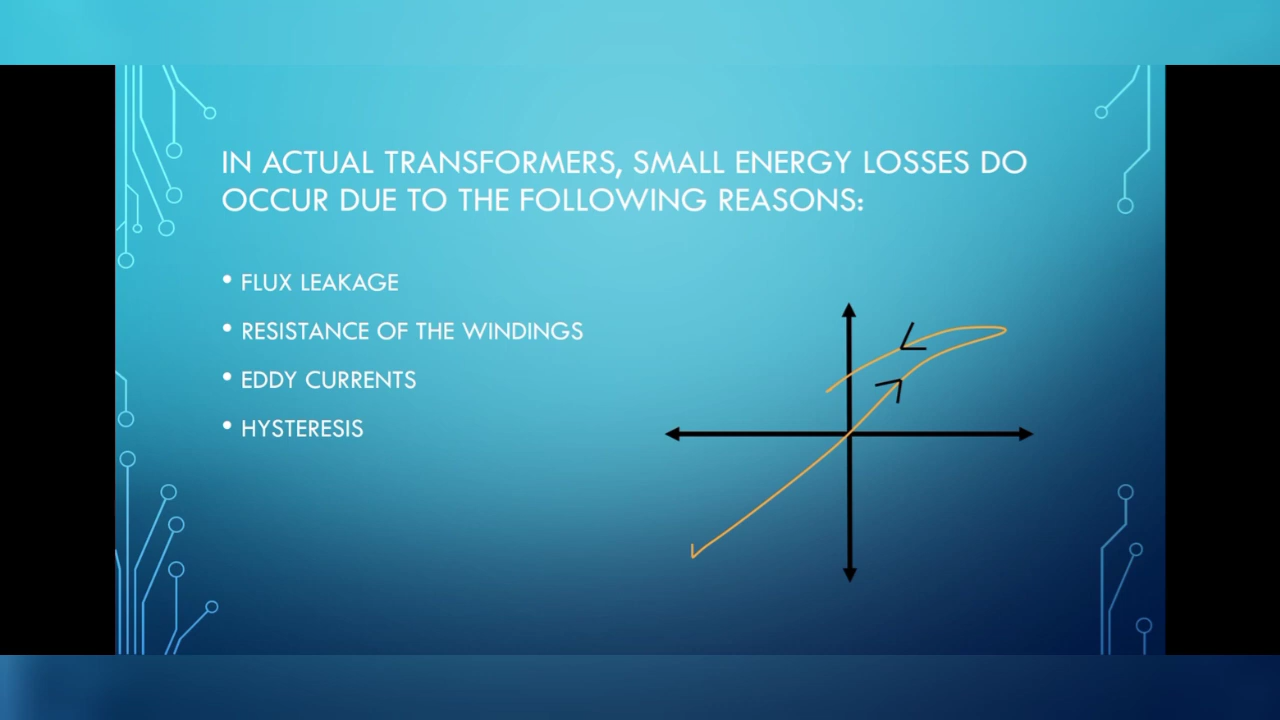 IN ACTUAL TRANSFORMERS, SMALL ENERGY LOSSES DO
OCCUR DUE TO THE FOLLOWING REASONS:
• FLUX LEAKAGE
• RESISTANCE OF THE WINDINGS
• EDDY CURRENTS
• HYSTERESIS